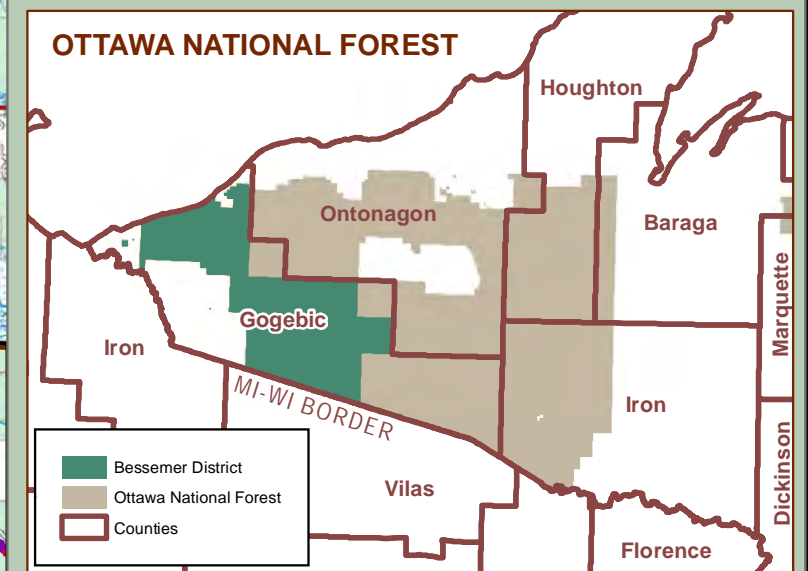 OTTAWA NATIONAL FOREST
Houghton
Ontonagon
Baraga
Marquette
Gogebic
Iron
Iron
MI-WI BORDER
Dickinson
Vilas
Florence
Bessemer District
Ottawa National Forest
Counties